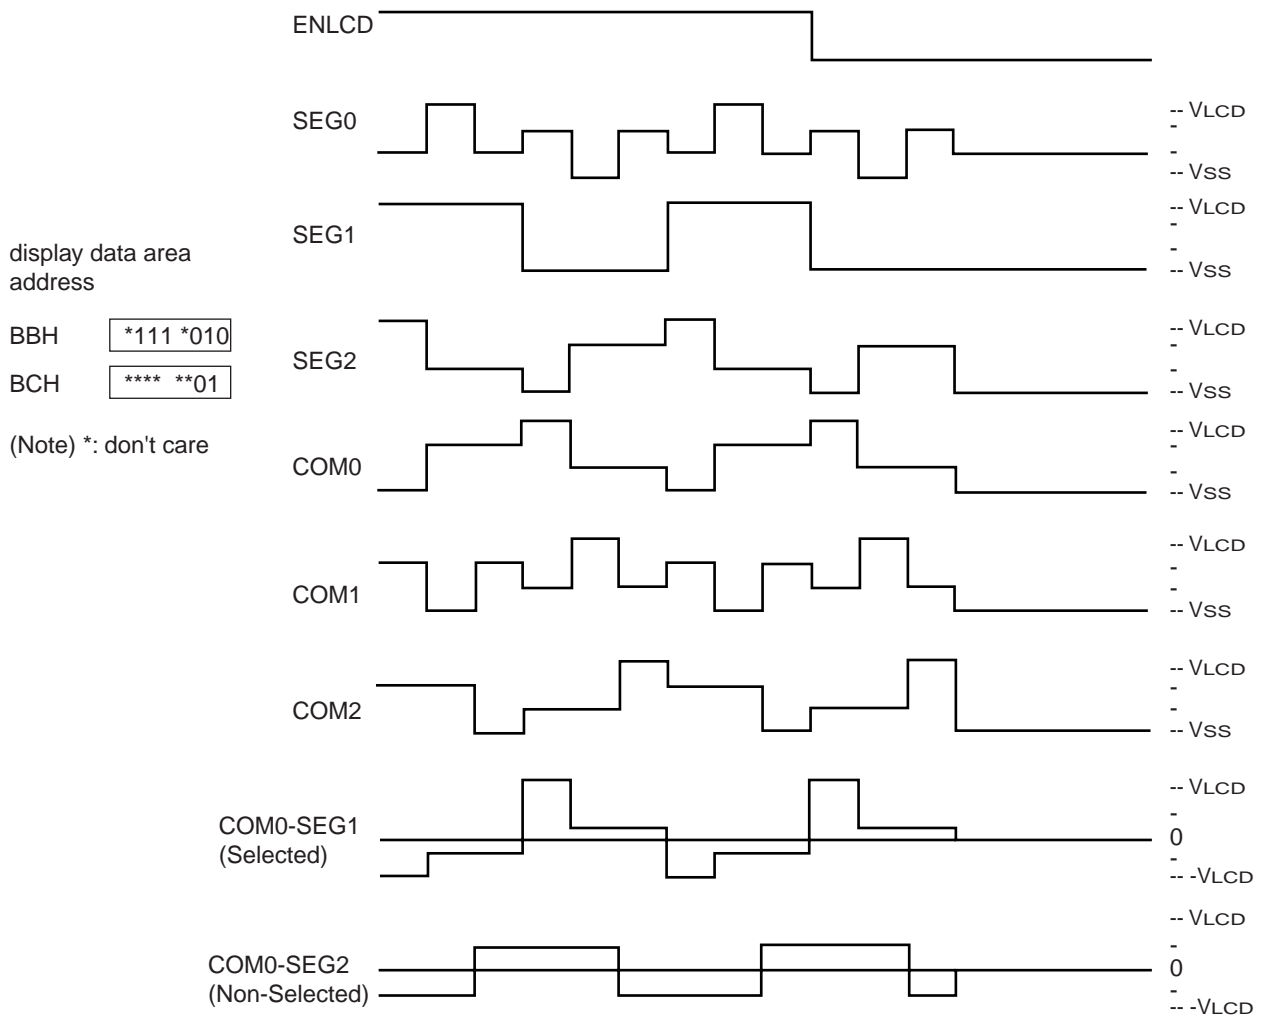 ENLCD
SEG0
-- VLCD
-
-
-- VSS
SEG1
-- VLCD
-
-
-- VSS
display data area
address
BBH *111 *010
BCH **** **01
(Note) *: don't care
SEG2
-- VLCD
-
-
-- VSS
COM0
-- VLCD
-
-
-- VSS
COM1
-- VLCD
-
-
-- VSS
COM2
-- VLCD
-
-
-- VSS
COM0-SEG1
(Selected)
-- VLCD
-
0
-
-- -VLCD
COM0-SEG2
(Non-Selected)
-- VLCD
-
0
-
-- -VLCD